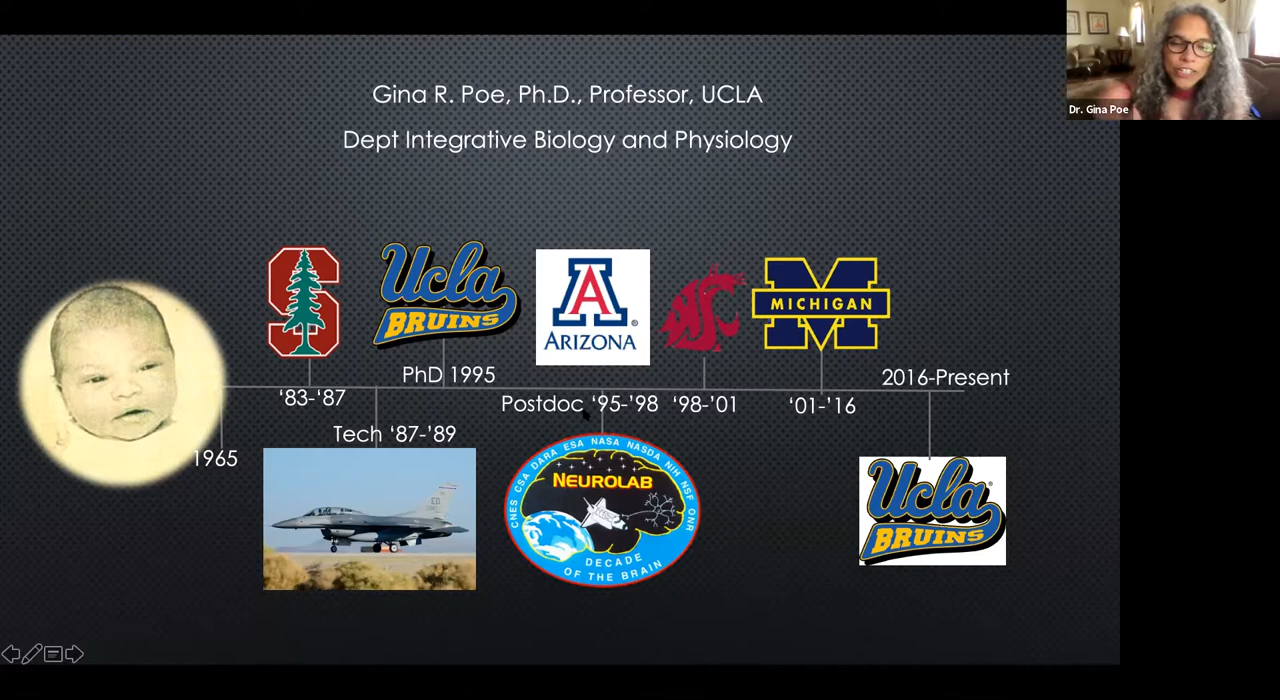 Gina R. Poe, Ph.D., Professor, UCLA
Dept Integrative Biology and Physiology
Dr. Gina Poe
S
Ucla
BRUINS
A
ARIZONA
®
WSC
M
MICHIGAN
PhD 1995
2016-Present
‘83-‘87
Postdoc ‘95-’98
‘98-’01
‘01-’16
Tech ‘87-’89
1965
ED
CNES CSA DARA ESA NASA NASDA NIH NSF ONR
NEUROLAB
DECADE
OF THE BRAIN
Ucla
®
BRUINS